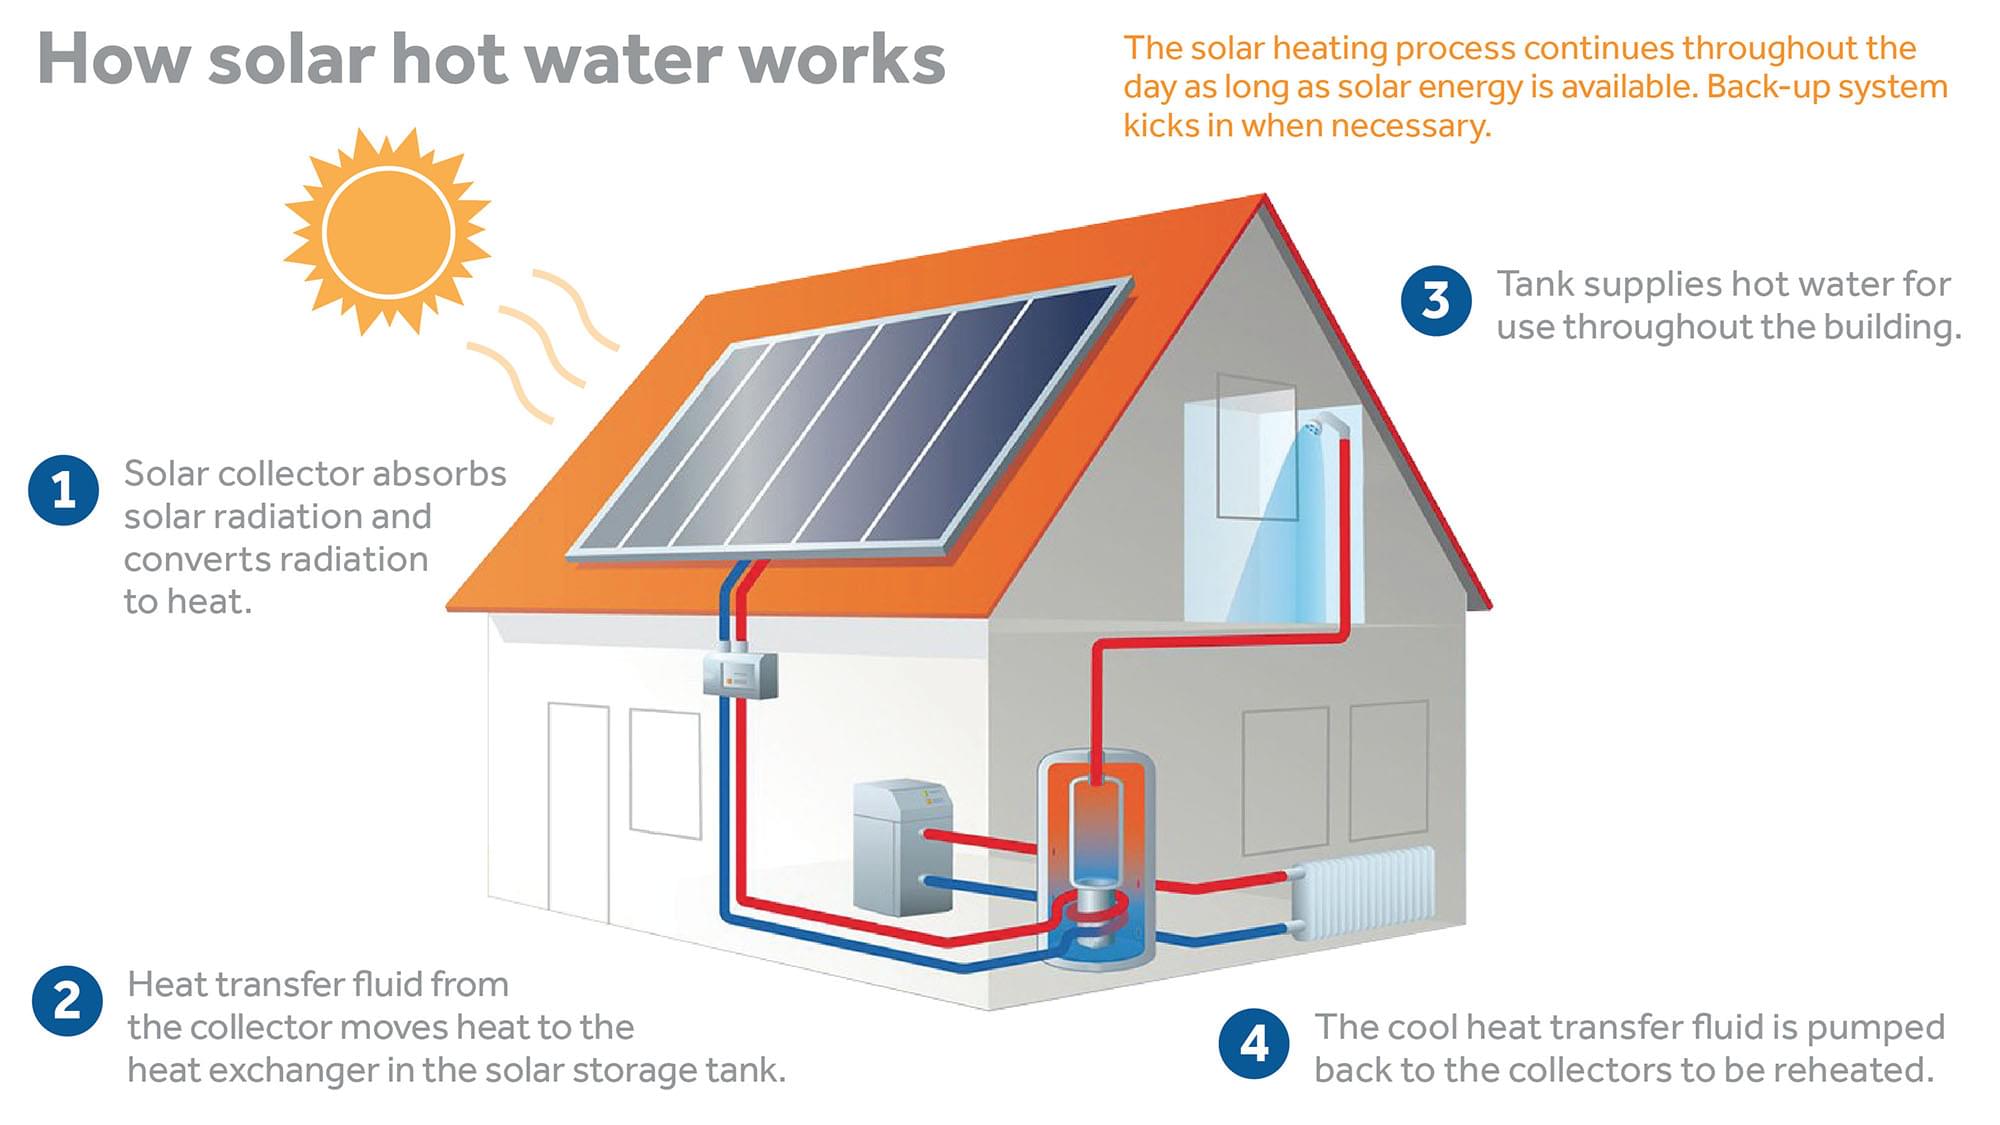 How solar hot water works
The solar heating process continues throughout the
day as long as solar energy is available. Back-up system
kicks in when necessary.
1
Solar collector absorbs
solar radiation and
converts radiation
to heat.
2
Heat transfer fluid from
the collector moves heat to the
heat exchanger in the solar storage tank.
3
Tank supplies hot water for
use throughout the building.
4
The cool heat transfer fluid is pumped
back to the collectors to be reheated.